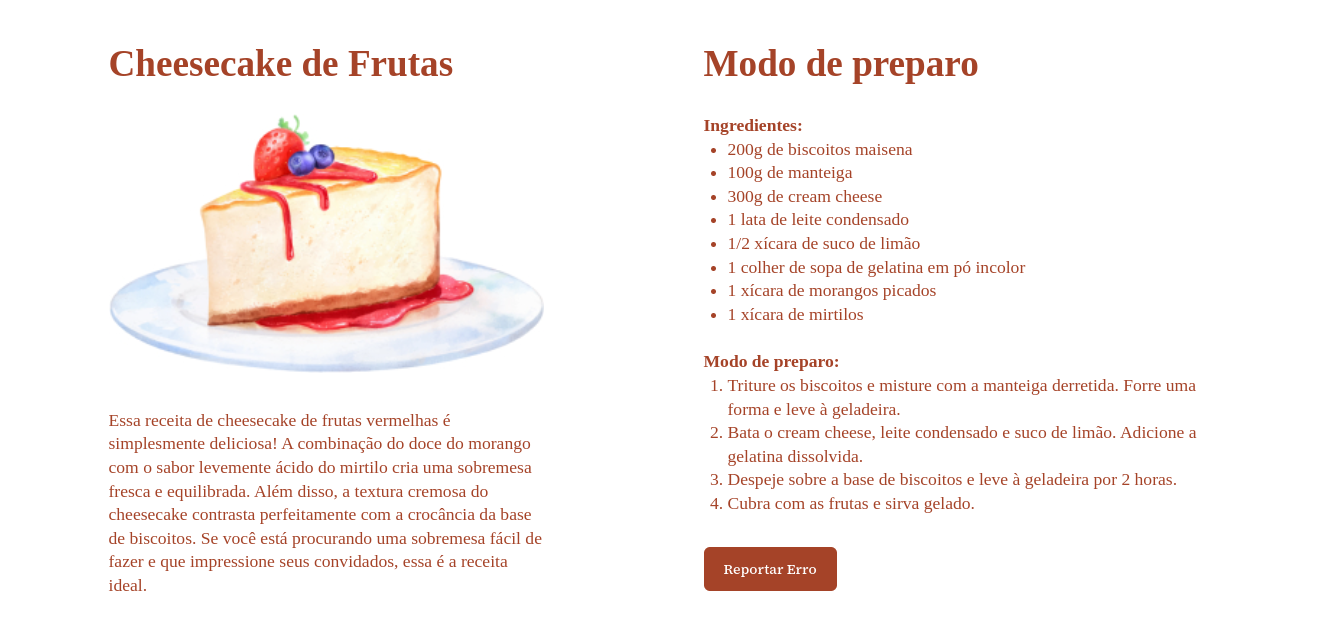 Cheesecake de Frutas
Essa receita de cheesecake de frutas vermelhas é
simplesmente deliciosa! A combinação do doce do morango
com o sabor levemente ácido do mirtilo cria uma sobremesa
fresca e equilibrada. Além disso, a textura cremosa do
cheesecake contrasta perfeitamente com a crocância da base
de biscoitos. Se você está procurando uma sobremesa fácil de
fazer e que impressione seus convidados, essa é a receita
ideal.
Modo de preparo
Ingredientes:
• 200g de biscoitos maisena
• 100g de manteiga
• 300g de cream cheese
• 1 lata de leite condensado
• 1/2 xícara de suco de limão
• 1 colher de sopa de gelatina em pó incolor
• 1 xícara de morangos picados
• 1 xícara de mirtilos
Modo de preparo:
1. Triture os biscoitos e misture com a manteiga derretida. Forre uma
forma e leve à geladeira.
2. Bata o cream cheese, leite condensado e suco de limão. Adicione a
gelatina dissolvida.
3. Despeje sobre a base de biscoitos e leve à geladeira por 2 horas.
4. Cubra com as frutas e sirva gelado.
Reportar Erro